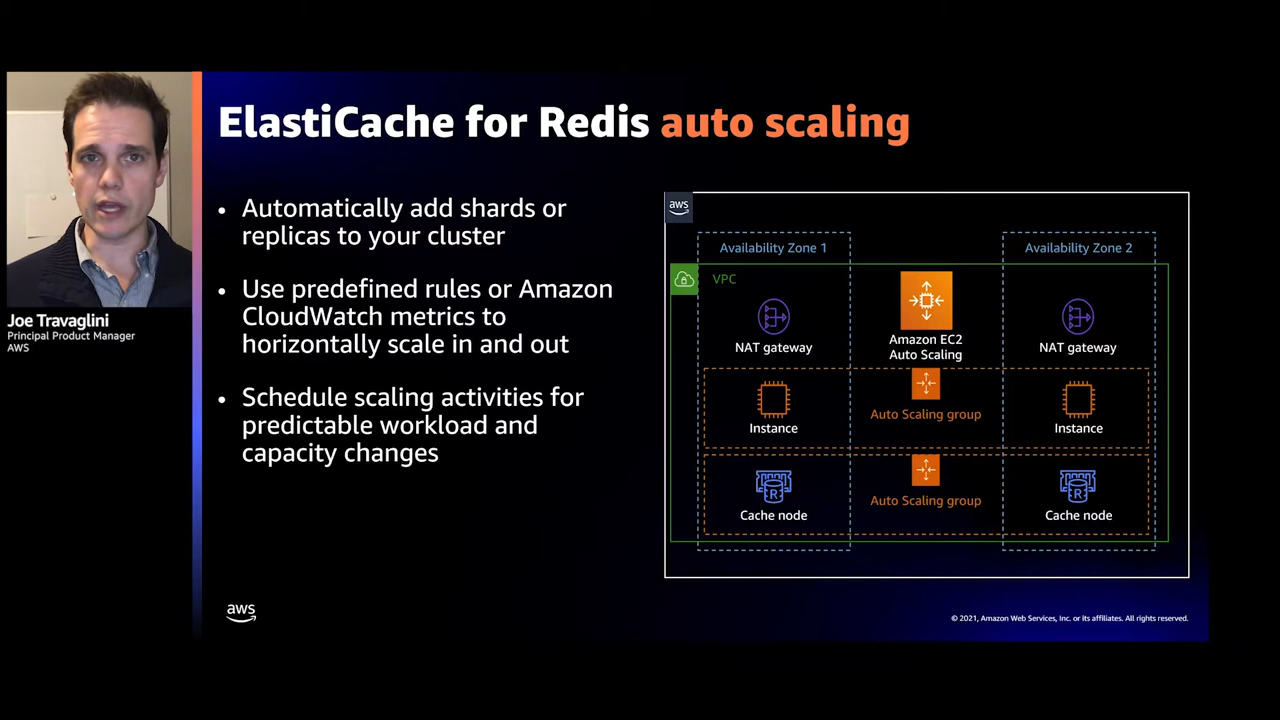 ElastiCache for Redis auto scaling
Joe Travaglini
Principal Product Manager
AWS
• Automatically add shards or
replicas to your cluster
• Use predefined rules or Amazon
CloudWatch metrics to
horizontally scale in and out
• Schedule scaling activities for
predictable workload and
capacity changes
aws
Availability Zone 1
Availability Zone 2
VPC
NAT gateway
Amazon EC2
Auto Scaling
NAT gateway
Instance
Auto Scaling group
Instance
R
Cache node
Auto Scaling group
R
Cache node
aws
© 2021, Amazon Web Services, Inc. or its affiliates. All rights reserved.